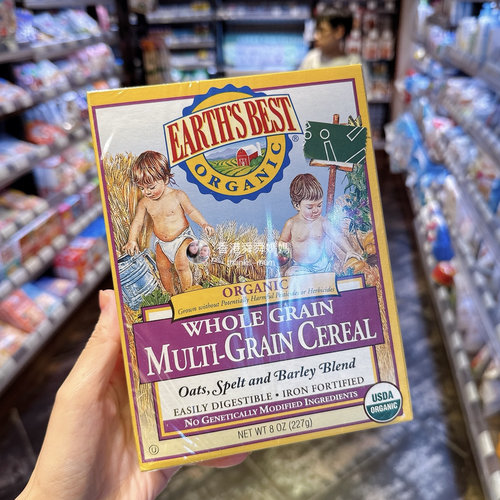 EARTH'S BEST
®
ORGANIC
ORGANIC
Grown without Potentially Harmful Pesticides or Herbicides
WHOLE GRAIN
MULTI-GRAIN CEREAL
Oats, Spelt and Barley Blend
EASILY DIGESTIBLE • IRON FORTIFIED
NO GENETICALLY MODIFIED INGREDIENTS
NET WT 8 OZ (227g)
USDA
ORGANIC
U